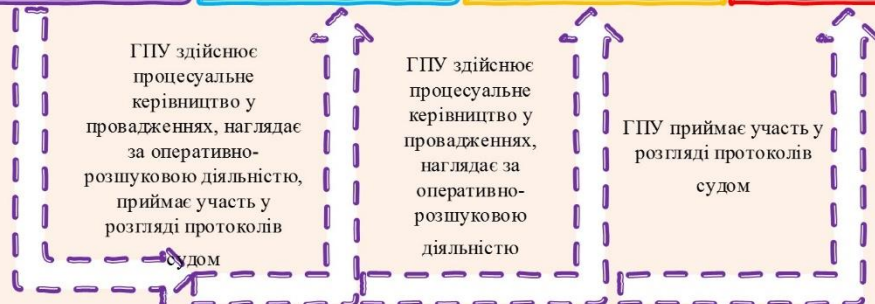 ГПУ здійснює
процесуальне
керівництво у
провадженнях, наглядає
за оперативно-
розшуковою діяльністю,
приймає участь у
розгляді протоколів
судом
ГПУ здійснює
процесуальне
керівництво у
провадженнях,
наглядає за
оперативно-
розшуковою
діяльністю
ГПУ приймає участь у
розгляді протоколів
судом